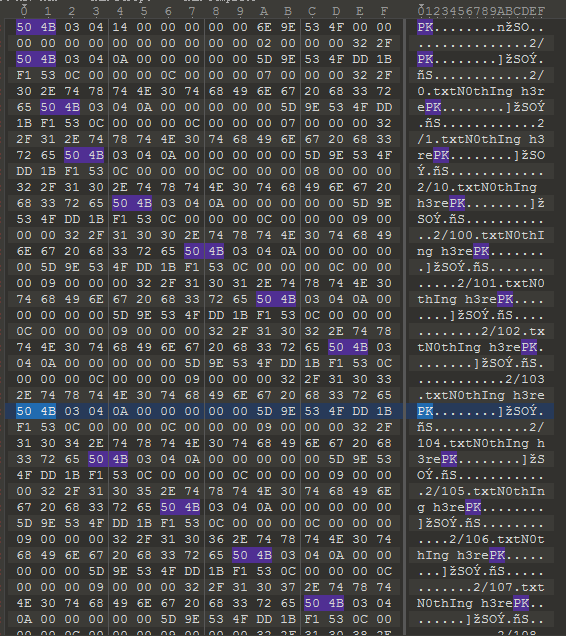 0 1 2 3 4 5 6 7 8 9 A B C D E F 0123456789ABCDEF
50 4B 03 04 14 00 00 00 00 00 6E 9E 53 4F 00 00 PK........nžSO..
00 00 00 00 00 00 00 00 00 00 02 00 00 00 32 2F ..............2/
50 4B 03 04 0A 00 00 00 00 00 5D 9E 53 4F DD 1B PK........]žSOÝ.
F1 53 0C 00 00 00 0C 00 00 00 07 00 00 00 32 2F ñS............2/
30 2E 74 78 74 4E 30 74 68 49 6E 67 20 68 33 72 0.txtN0thIng h3r
65 50 4B 03 04 0A 00 00 00 00 00 5D 9E 53 4F DD ePK........]žSOÝ
1B F1 53 0C 00 00 00 0C 00 00 00 07 00 00 00 32 .ñS............2
2F 31 2E 74 78 74 4E 30 74 68 49 6E 67 20 68 33 /1.txtN0thIng h3
72 65 50 4B 03 04 0A 00 00 00 00 00 5D 9E 53 4F rePK........]žSO
DD 1B F1 53 0C 00 00 00 0C 00 00 00 08 00 00 00 Ý.ñS............
32 2F 31 30 2E 74 78 74 4E 30 74 68 49 6E 67 20 2/10.txtN0thIng
68 33 72 65 50 4B 03 04 0A 00 00 00 00 00 5D 9E h3rePK........]ž
53 4F DD 1B F1 53 0C 00 00 00 0C 00 00 00 09 00 SOÝ.ñS..........
00 00 32 2F 31 30 30 2E 74 78 74 4E 30 74 68 49 ..2/100.txtN0thI
6E 67 20 68 33 72 65 50 4B 03 04 0A 00 00 00 00 ng h3rePK.......
00 5D 9E 53 4F DD 1B F1 53 0C 00 00 00 0C 00 00 .]žSOÝ.ñS.......
00 09 00 00 00 32 2F 31 30 31 2E 74 78 74 4E 30 .....2/101.txtN0
74 68 49 6E 67 20 68 33 72 65 50 4B 03 04 0A 00 thIng h3rePK....
00 00 00 00 5D 9E 53 4F DD 1B F1 53 0C 00 00 00 ....]žSOÝ.ñS....
0C 00 00 00 09 00 00 00 32 2F 31 30 32 2E 74 78 ........2/102.tx
74 4E 30 74 68 49 6E 67 20 68 33 72 65 50 4B 03 tN0thIng h3rePK.
04 0A 00 00 00 00 00 5D 9E 53 4F DD 1B F1 53 0C .......]žSOÝ.ñS.
00 00 00 0C 00 00 00 09 00 00 00 32 2F 31 30 33 ...........2/103
2E 74 78 74 4E 30 74 68 49 6E 67 20 68 33 72 65 .txtN0thIng h3re
50 4B 03 04 0A 00 00 00 00 00 5D 9E 53 4F DD 1B PK........]žSOÝ.
F1 53 0C 00 00 00 0C 00 00 00 09 00 00 00 32 2F ñS............2/
31 30 34 2E 74 78 74 4E 30 74 68 49 6E 67 20 68 104.txtN0thIng h
33 72 65 50 4B 03 04 0A 00 00 00 00 00 5D 9E 53 3rePK........]žS
4F DD 1B F1 53 0C 00 00 00 0C 00 00 00 09 00 00 OÝ.ñS...........
00 32 2F 31 30 35 2E 74 78 74 4E 30 74 68 49 6E .2/105.txtN0thIn
67 20 68 33 72 65 50 4B 03 04 0A 00 00 00 00 00 g h3rePK........
5D 9E 53 4F DD 1B F1 53 0C 00 00 00 0C 00 00 00 ]žSOÝ.ñS........
09 00 00 00 32 2F 31 30 36 2E 74 78 74 4E 30 74 ....2/106.txtN0t
68 49 6E 67 20 68 33 72 65 50 4B 03 04 0A 00 00 hIng h3rePK.....
00 00 00 5D 9E 53 4F DD 1B F1 53 0C 00 00 00 0C ...]žSOÝ.ñS.....
00 00 00 09 00 00 00 32 2F 31 30 37 2E 74 78 74 .......2/107.txt
4E 30 74 68 49 6E 67 20 68 33 72 65 50 4B 03 04 N0thIng h3rePK..
0A 00 00 00 00 00 5D 9E 53 4F DD 1B F1 53 0C 00 ......]žSOÝ.ñS..